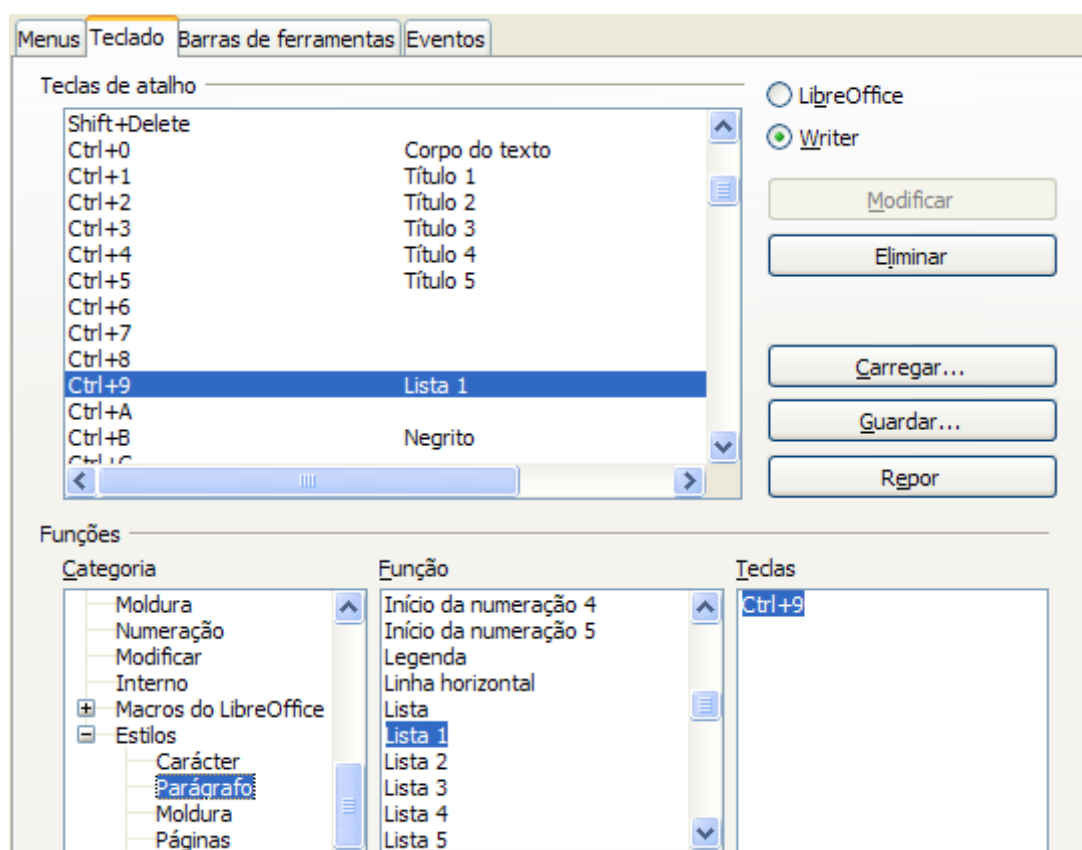 Menus Teclado Barras de ferramentas Eventos
Teclas de atalho
Shift+Delete
Ctrl+0 Corpo do texto
Ctrl+1 Título 1
Ctrl+2 Título 2
Ctrl+3 Título 3
Ctrl+4 Título 4
Ctrl+5 Título 5
Ctrl+6
Ctrl+7
Ctrl+8
Ctrl+9 Lista 1
Ctrl+A
Ctrl+B Negrito
Ctrl+C
LibreOffice
Writer
Modificar
Eliminar
Carregar...
Guardar...
Repor
Funções
Categoria
Moldura
Numeração
Modificar
Interno
Macros do LibreOffice
Estilos
Carácter
Parágrafo
Moldura
Páginas
Função
Início da numeração 4
Início da numeração 5
Legenda
Linha horizontal
Lista
Lista 1
Lista 2
Lista 3
Lista 4
Lista 5
Teclas
Ctrl+9